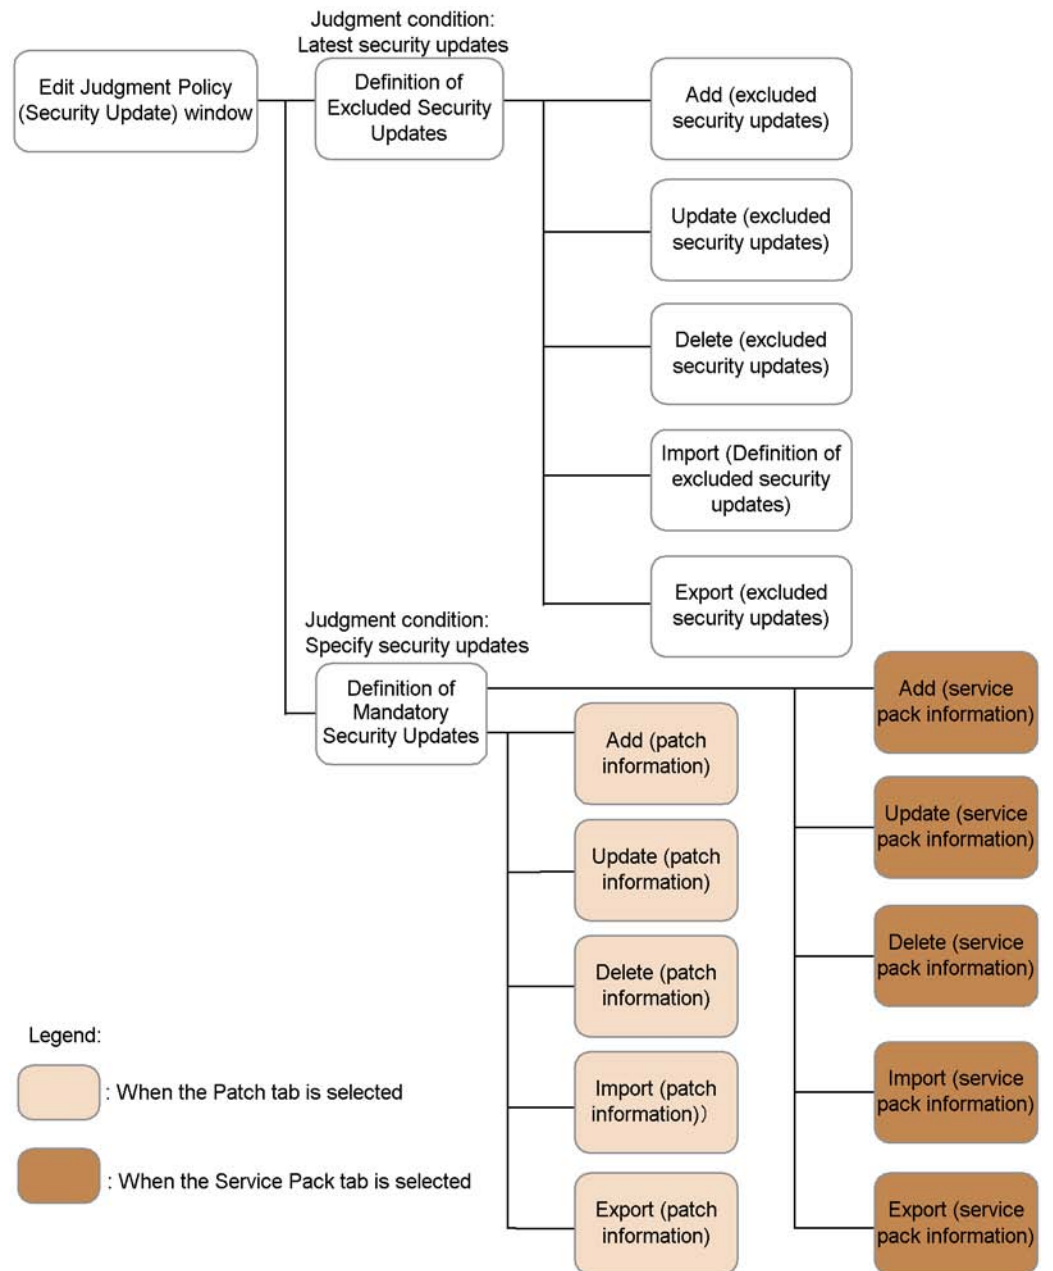 Judgment condition:
Latest security updates
Edit Judgment Policy
(Security Update) window
Definition of
Excluded Security
Updates
Add (excluded
security updates)
Update (excluded
security updates)
Delete (excluded
security updates)
Import (Definition of
excluded security
updates)
Export (excluded
security updates)
Judgment condition:
Specify security updates
Definition of
Mandatory
Security Updates
Add (patch
information)
Update (patch
information)
Delete (patch
information)
Import (patch
information))
Export (patch
information)
Add (service
pack information)
Update (service
pack information)
Delete (service
pack information)
Import (service
pack information)
Export (service
pack information)
Legend:
: When the Patch tab is selected
: When the Service Pack tab is selected